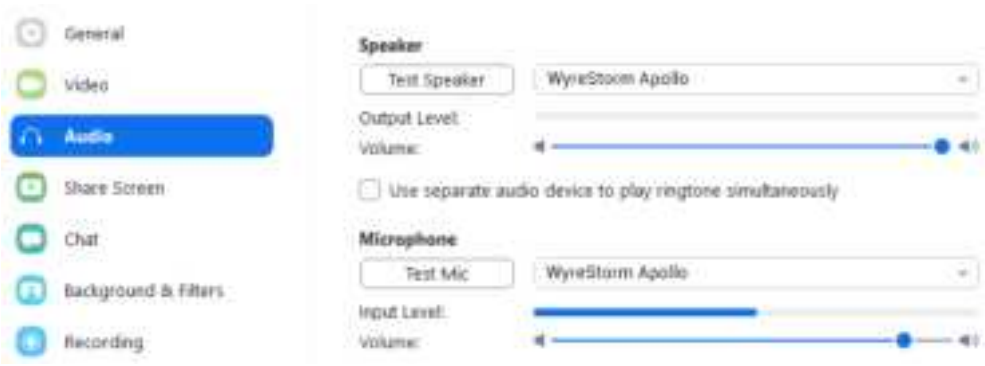 General
Video
Audio
Share Screen
Chat
Background & Filters
Recording
Speaker
Test Speaker
WyreStorm Apollo
Output Level:
Volume:
Use separate audio device to play ringtone simultaneously
Microphone
Test Mic
WyreStorm Apollo
Input Level:
Volume: